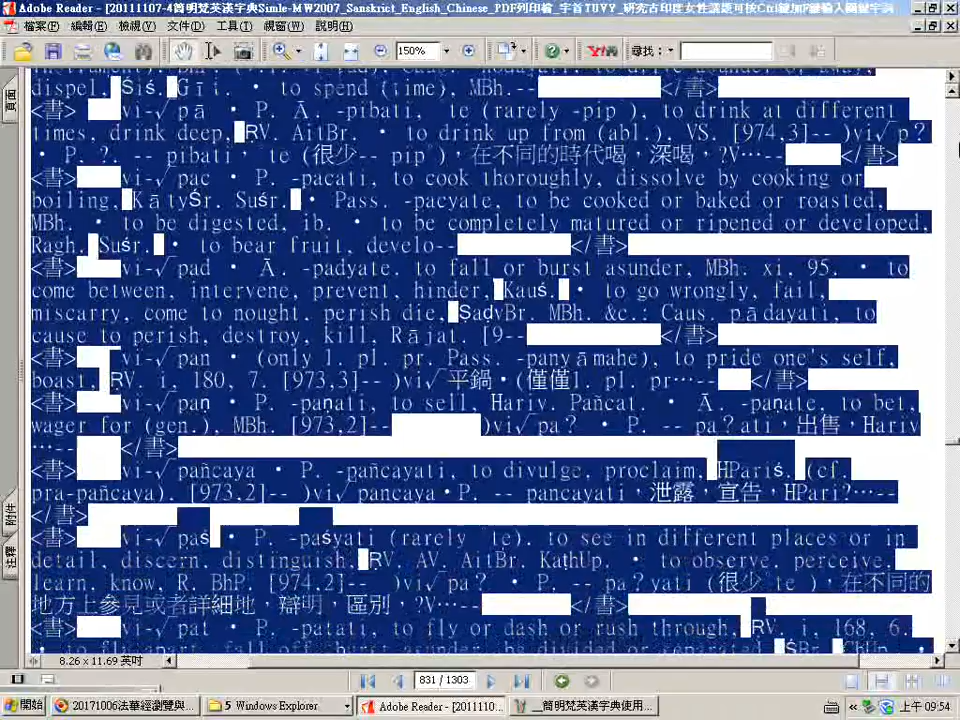 Adobe Reader - [20111107-4簡明梵英漢字典Simle-MW2007_Sanskrict_English_Chinese_PDF列印檔_字首TUVY_研究古印度女性議題可按Ctrl鍵加F鍵輸入關鍵字詞
檔案(F) 編輯(E) 檢視(V) 文件(D) 工具(T) 視窗(W) 說明(H)
150% Y! 尋找：
頁面
dispel, Śiś. Gīt. • to spend (time), MBh.-- </書>
<書> vi-√pā • P. Ā. -pibati, te (rarely -pip ), to drink at different
times, drink deep, RV. AitBr. • to drink up from (abl.), VS. [974,3]-- )vi√p?
• P. ?. -- pibati，te (很少-- pip )，在不同的時代喝，深喝，?V…-- </書>
<書> vi-√pac • P. -pacati, to cook thoroughly, dissolve by cooking or
boiling, KātyŚr. Suśr. • Pass. -pacyate, to be cooked or baked or roasted,
MBh. • to be digested, ib. • to be completely matured or ripened or developed,
Ragh. Suśr. • to bear fruit, develo-- </書>
<書> vi-√pad • Ā. -padyate. to fall or burst asunder, MBh. xi, 95. • to
come between, intervene, prevent, hinder, Kauś. • to go wrongly, fail,
miscarry, come to nought, perish die, ṢaḍvBr. MBh. &c.: Caus. pādayati, to
cause to perish, destroy, kill, Rājat. [9-- </書>
<書> vi-√pan • (only 1. pl. pr. Pass. -panyāmahe), to pride one's self,
boast, RV. i, 180, 7. [973,3]-- )vi√平鍋•(僅僅1. pl. pr…-- </書>
<書> vi-√paṇ • P. -paṇati, to sell, Hariv. Pañcat. • Ā. -paṇate, to bet,
wager for (gen.), MBh. [973,2]-- )vi√pa? • P. -- pa?ati，出售，Hariv
…-- </書>
<書> vi-√pañcaya • P. -pañcayati, to divulge, proclaim, HPariś. (cf.
pra-pañcaya). [973,2]-- )vi√pancaya•P. -- pancayati，泄露，宣告，HPari?…--
</書>
<書> vi-√paś • P. -paśyati (rarely te), to see in different places or in
detail, discern, distinguish, RV. AV. AitBr. KaṭhUp. • to observe, perceive,
learn, know, R. BhP. [974,2]-- )vi√pa? • P. -- pa?yati (很少 te )，在不同的
地方上參見或者詳細地，辯明，區別，?V…-- </書>
<書> vi-√pat • P. -patati, to fly or dash or rush through, RV. i, 168, 6.
附件
注釋
8.26 x 11.69 英吋
831 / 1303
開始 20171006法華經瀏覽與... 5 Windows Explorer Adobe Reader - [2011110... __簡明梵英漢字典使用... 上午 09:54